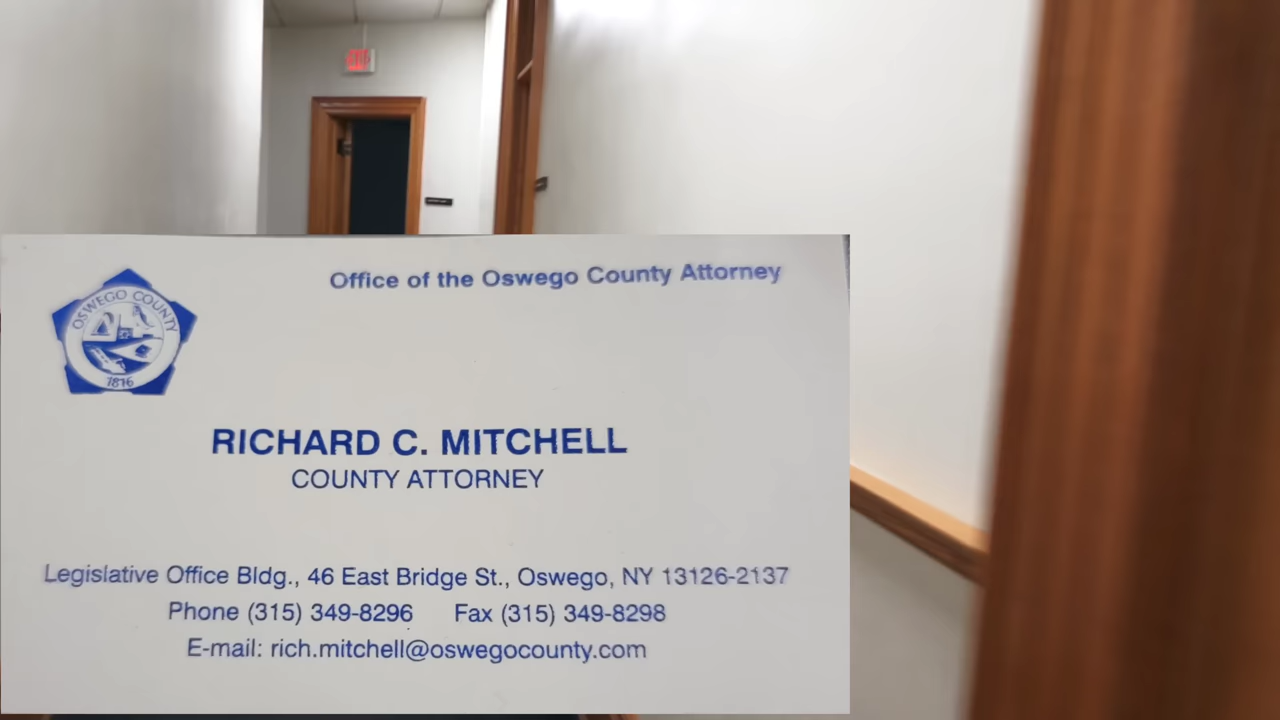 EXIT
Office of the Oswego County Attorney
OSWEGO COUNTY
1816
RICHARD C. MITCHELL
COUNTY ATTORNEY
Legislative Office Bldg., 46 East Bridge St., Oswego, NY 13126-2137
Phone (315) 349-8296 Fax (315) 349-8298
E-mail: rich.mitchell@oswegocounty.com